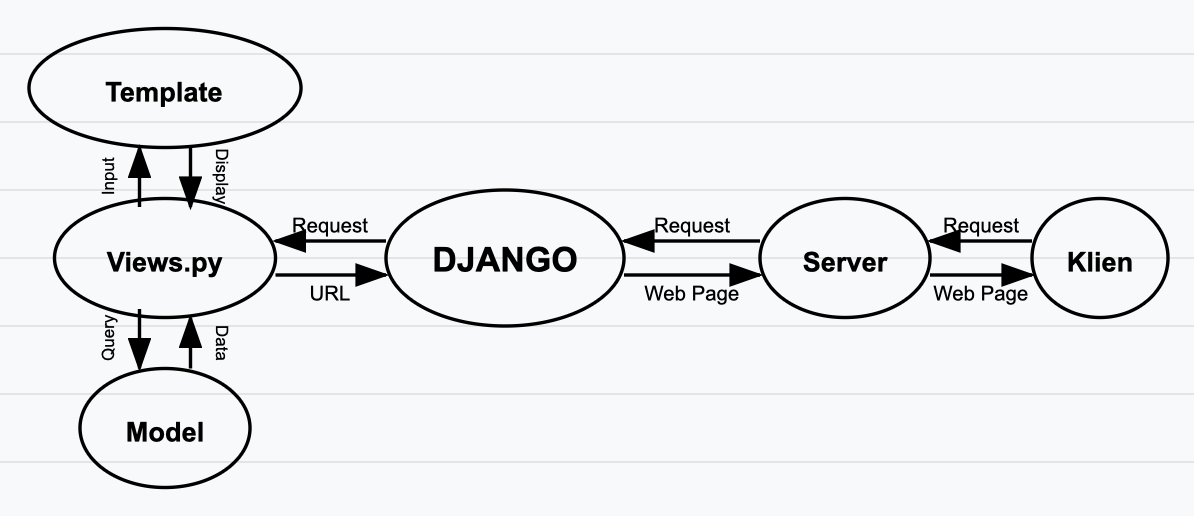 Template
Input
Display
Request
Request
Request
Views.py
DJANGO
Server
Klien
URL
Web Page
Web Page
Query
Data
Model